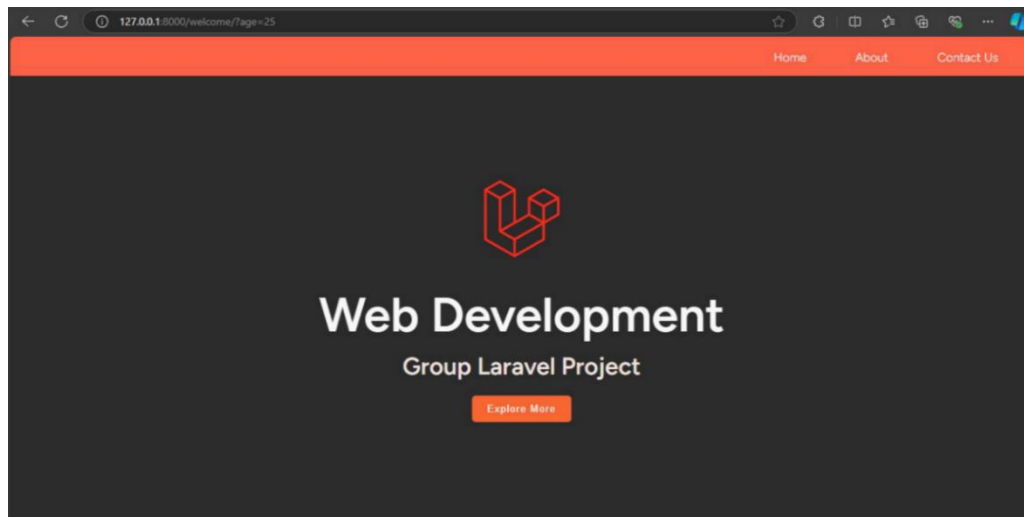 127.0.0.1:8000/welcome/?age=25
Home About Contact Us
Web Development
Group Laravel Project
Explore More